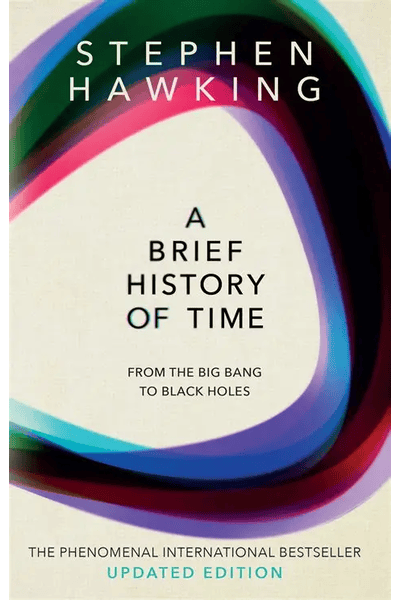 STEPHEN
HAWKING
A
BRIEF
HISTORY
OF TIME
FROM THE BIG BANG
TO BLACK HOLES
THE PHENOMENAL INTERNATIONAL BESTSELLER
UPDATED EDITION